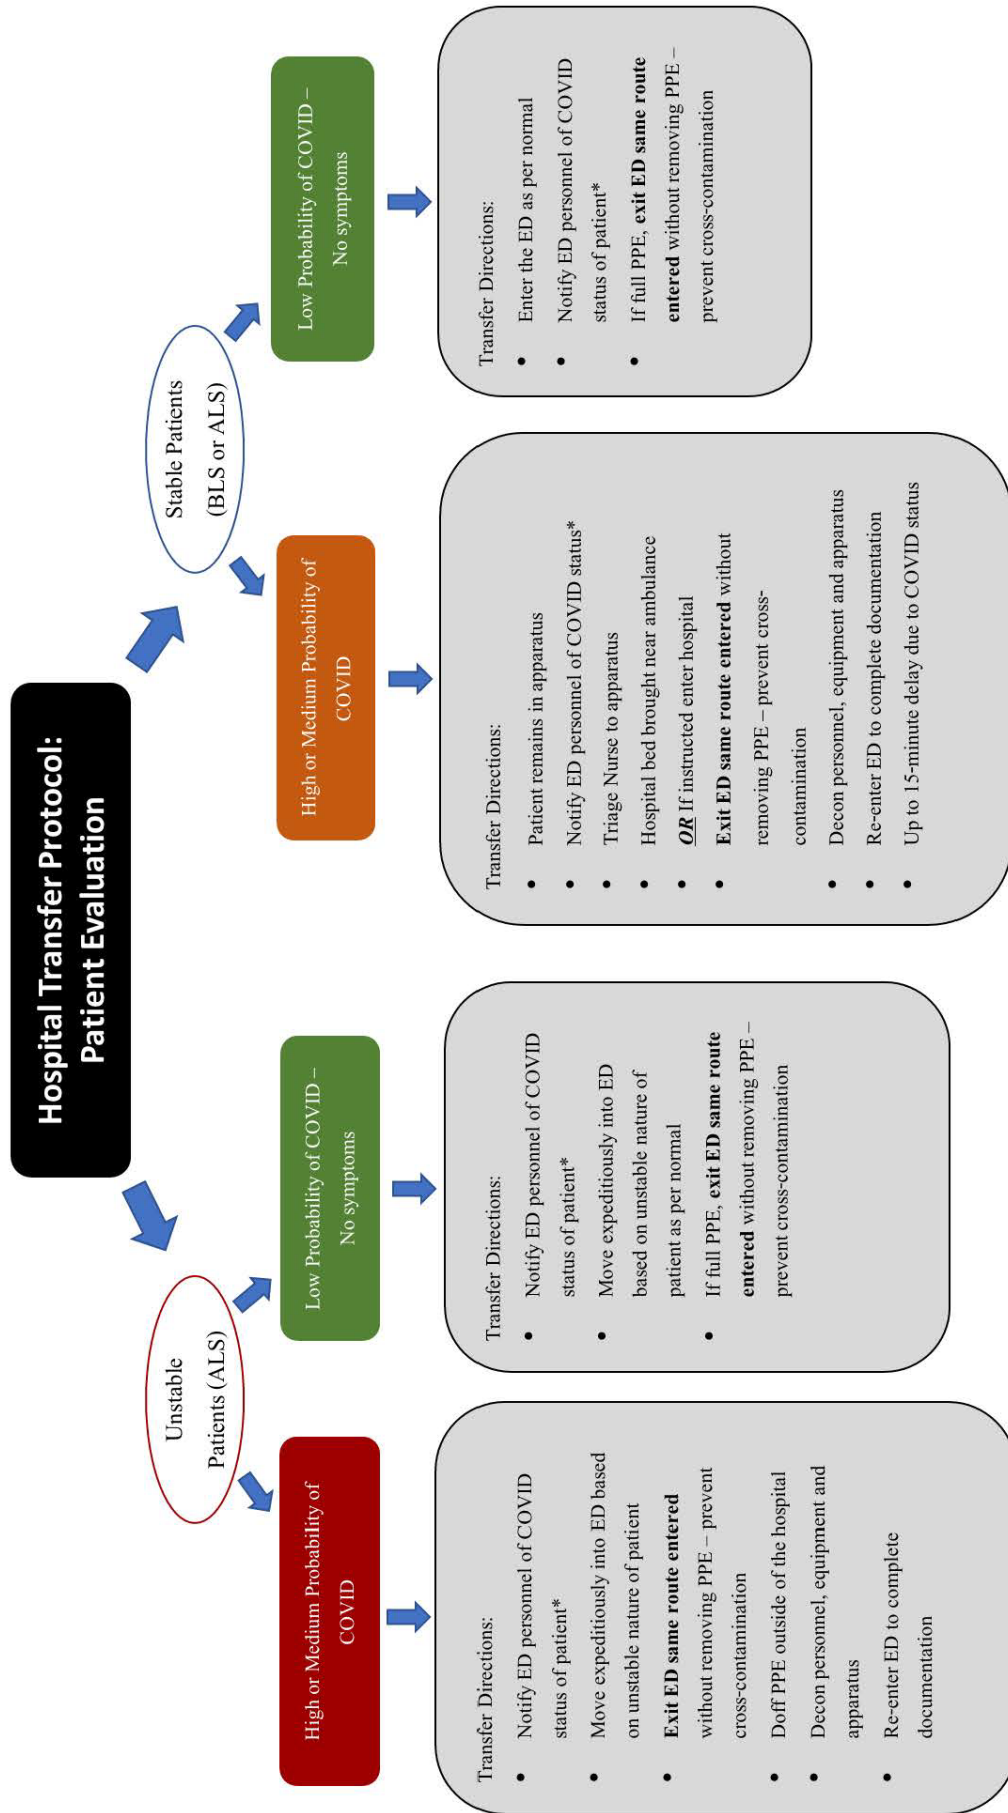 Hospital Transfer Protocol:
Patient Evaluation
Unstable
Patients (ALS)
Stable Patients
(BLS or ALS)
High or Medium Probability of
COVID
Low Probability of COVID –
No symptoms
High or Medium Probability of
COVID
Low Probability of COVID –
No symptoms
Transfer Directions:
• Notify ED personnel of COVID
status of patient*
• Move expeditiously into ED based
on unstable nature of patient
• Exit ED same route entered
without removing PPE – prevent
cross-contamination
• Doff PPE outside of the hospital
• Decon personnel, equipment and
apparatus
• Re-enter ED to complete
documentation
Transfer Directions:
• Notify ED personnel of COVID
status of patient*
• Move expeditiously into ED
based on unstable nature of
patient as per normal
• If full PPE, exit ED same route
entered without removing PPE –
prevent cross-contamination
Transfer Directions:
• Patient remains in apparatus
• Notify ED personnel of COVID status*
• Triage Nurse to apparatus
• Hospital bed brought near ambulance
• OR If instructed enter hospital
• Exit ED same route entered without
removing PPE – prevent cross-
contamination
• Decon personnel, equipment and apparatus
• Re-enter ED to complete documentation
• Up to 15-minute delay due to COVID status
Transfer Directions:
• Enter the ED as per normal
• Notify ED personnel of COVID
status of patient*
• If full PPE, exit ED same route
entered without removing PPE –
prevent cross-contamination